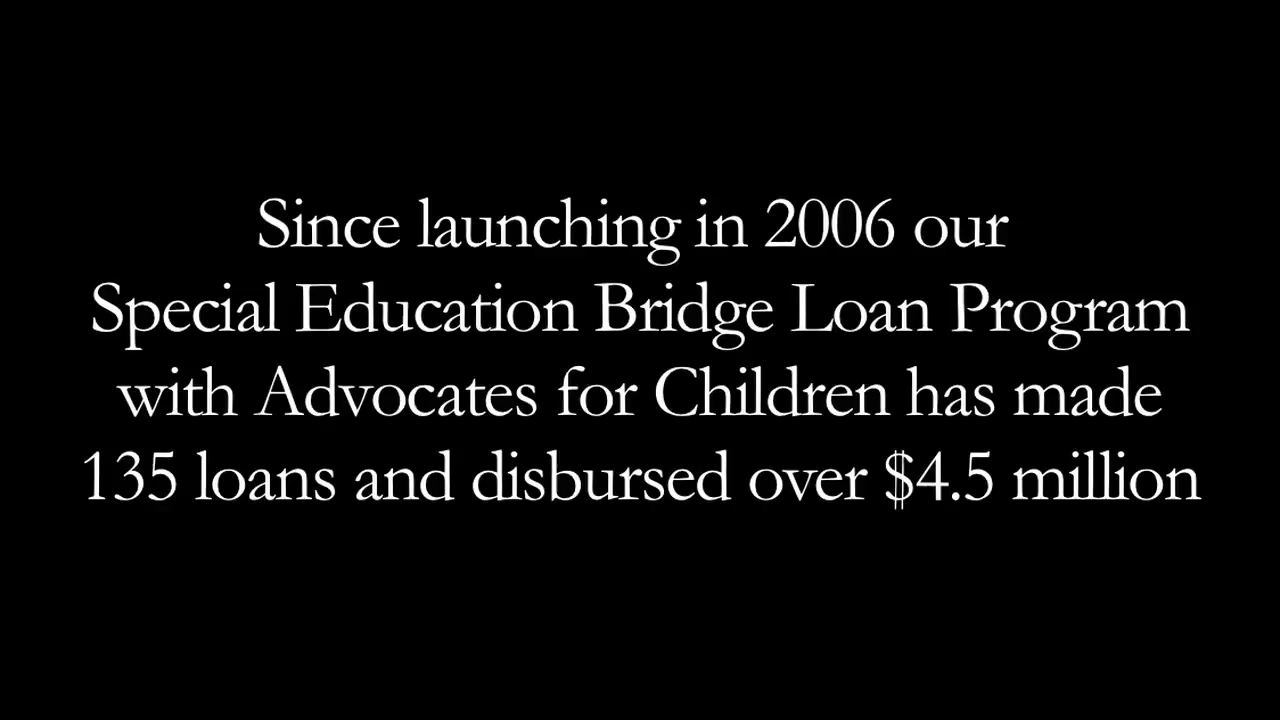 Since launching in 2006 our
Special Education Bridge Loan Program
with Advocates for Children has made
135 loans and disbursed over $4.5 million